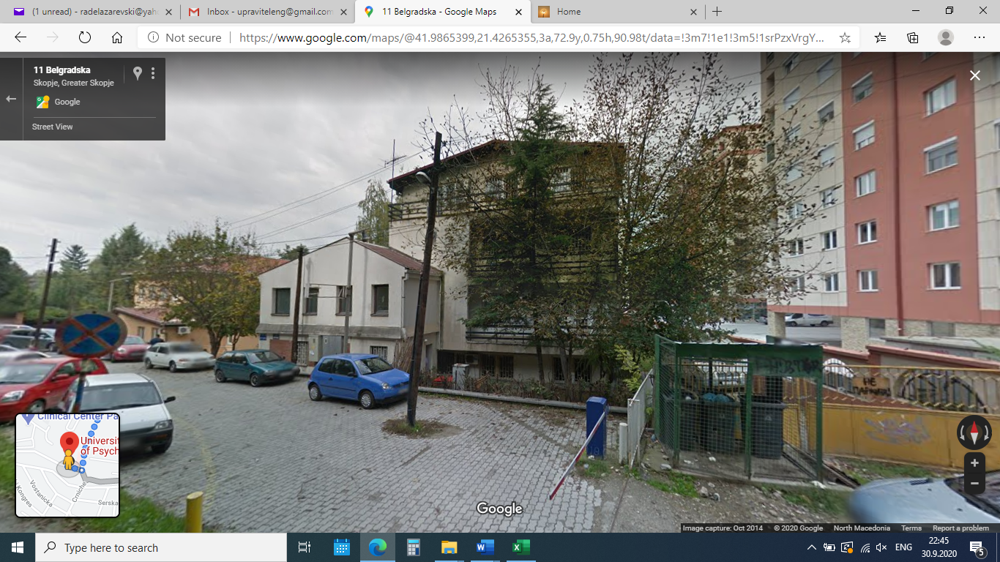 (1 unread) - radelazarevski@yah
Inbox - upraviteleng@gmail.com
11 Belgradska - Google Maps
Home
Not secure
https://www.google.com/maps/@41.9865399,21.4265355,3a,72.9y,0.75h,90.98t/data=!3m7!1e1!3m5!1srPzxVrgY...
11 Belgradska
Skopje, Greater Skopje
Google
Street View
НЕ
Clinical Center Pa
Universit
of Psych
Vostanicka
Crniche
Kongres
Serska
Google
Image capture: Oct 2014 © 2020 Google North Macedonia Terms Report a problem
Type here to search
ENG
22:45
30.9.2020
5